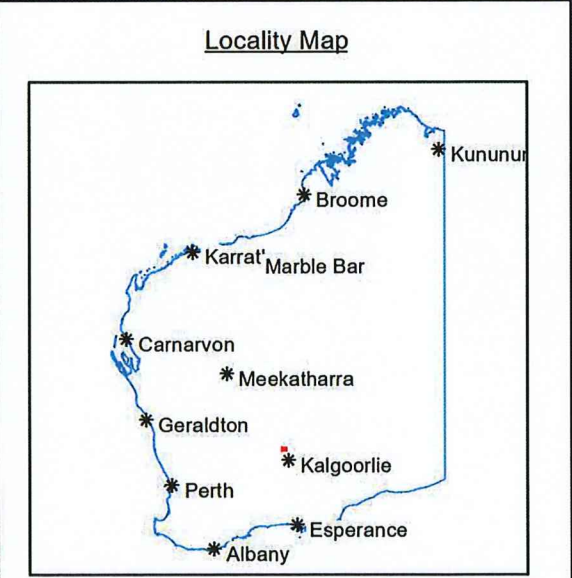 Locality Map
Kununur
Broome
Karrat'
Marble Bar
Carnarvon
Meekatharra
Geraldton
Kalgoorlie
Perth
Esperance
Albany